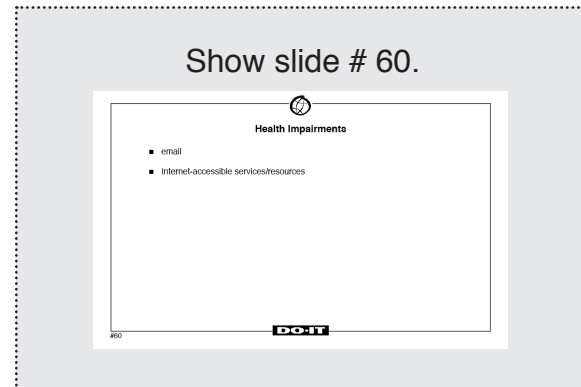 Show slide # 60.
Health Impairments
■ email
■ Internet-accessible services/resources
DO-IT
#60